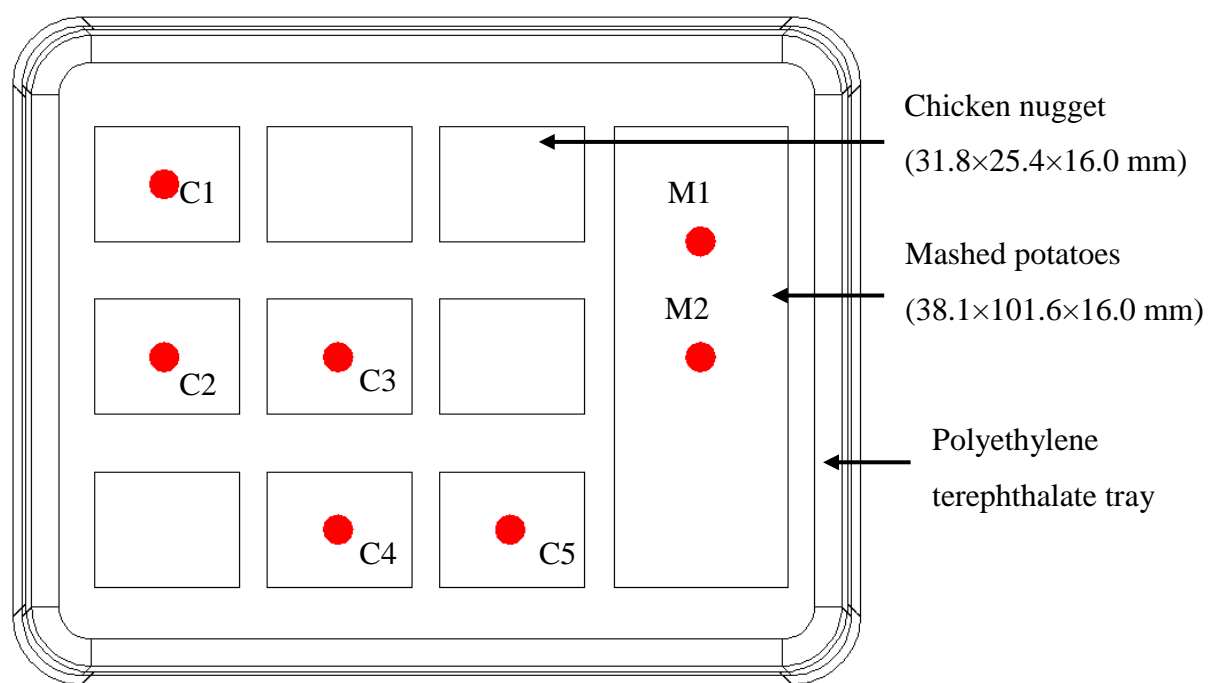 Chicken nugget
(31.8×25.4×16.0 mm)
C1
M1
Mashed potatoes
(38.1×101.6×16.0 mm)
M2
C2
C3
Polyethylene
terephthalate tray
C4
C5